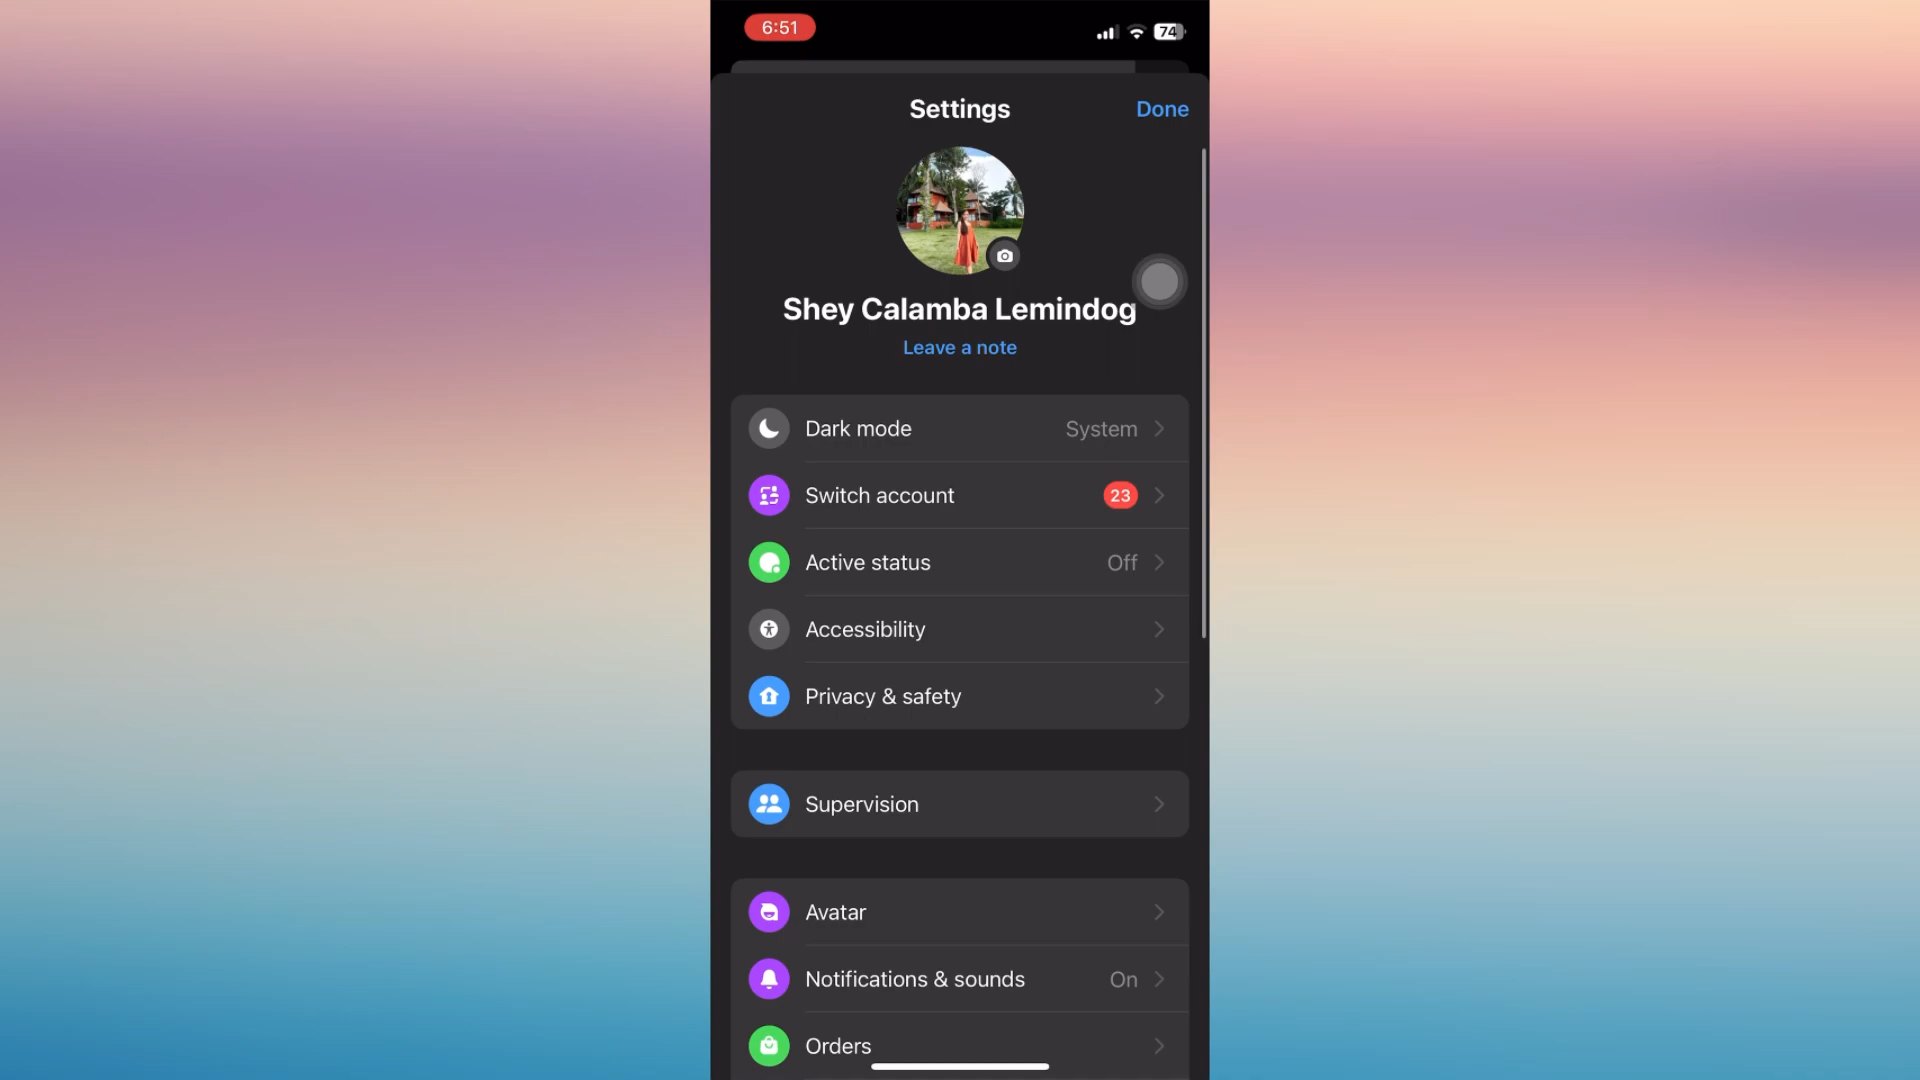 6:51
74
Settings
Done
Shey Calamba Lemindog
Leave a note
Dark mode System
Switch account 23
Active status Off
Accessibility
Privacy & safety
Supervision
Avatar
Notifications & sounds On
Orders